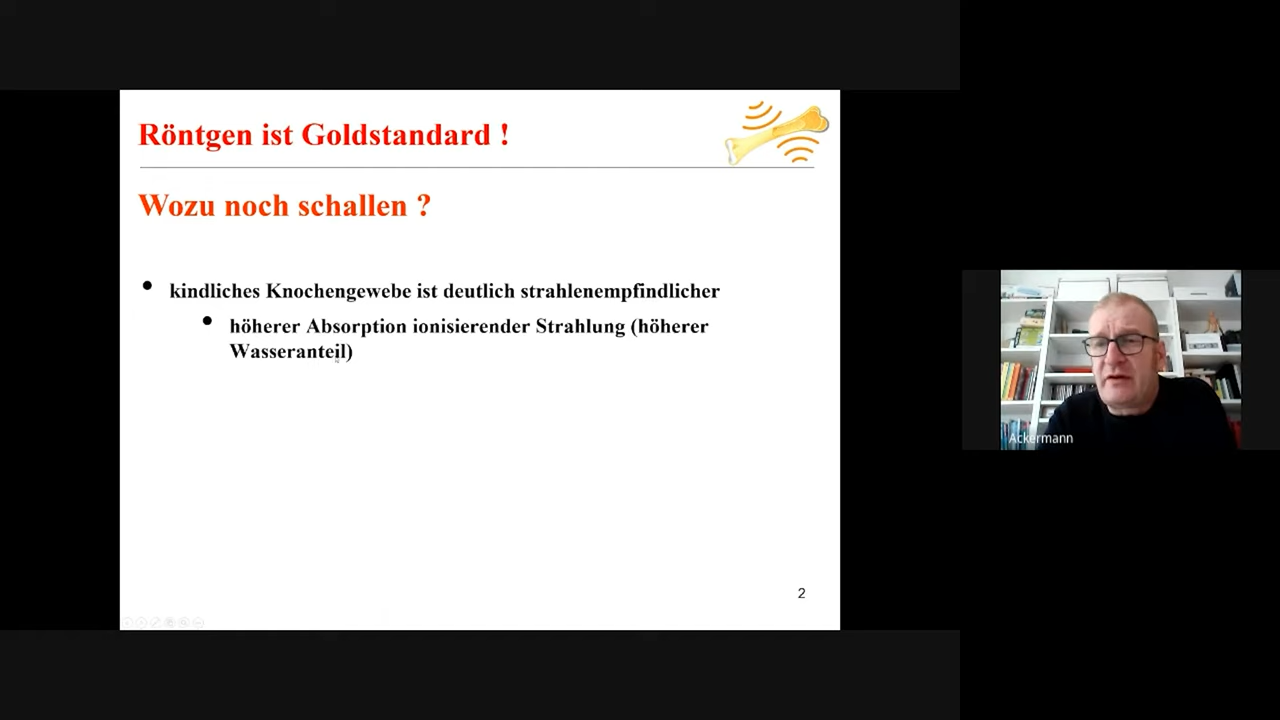 Röntgen ist Goldstandard !
Wozu noch schallen ?
• kindliches Knochengewebe ist deutlich strahlenempfindlicher
• höherer Absorption ionisierender Strahlung (höherer
Wasseranteil)
2
Ackermann